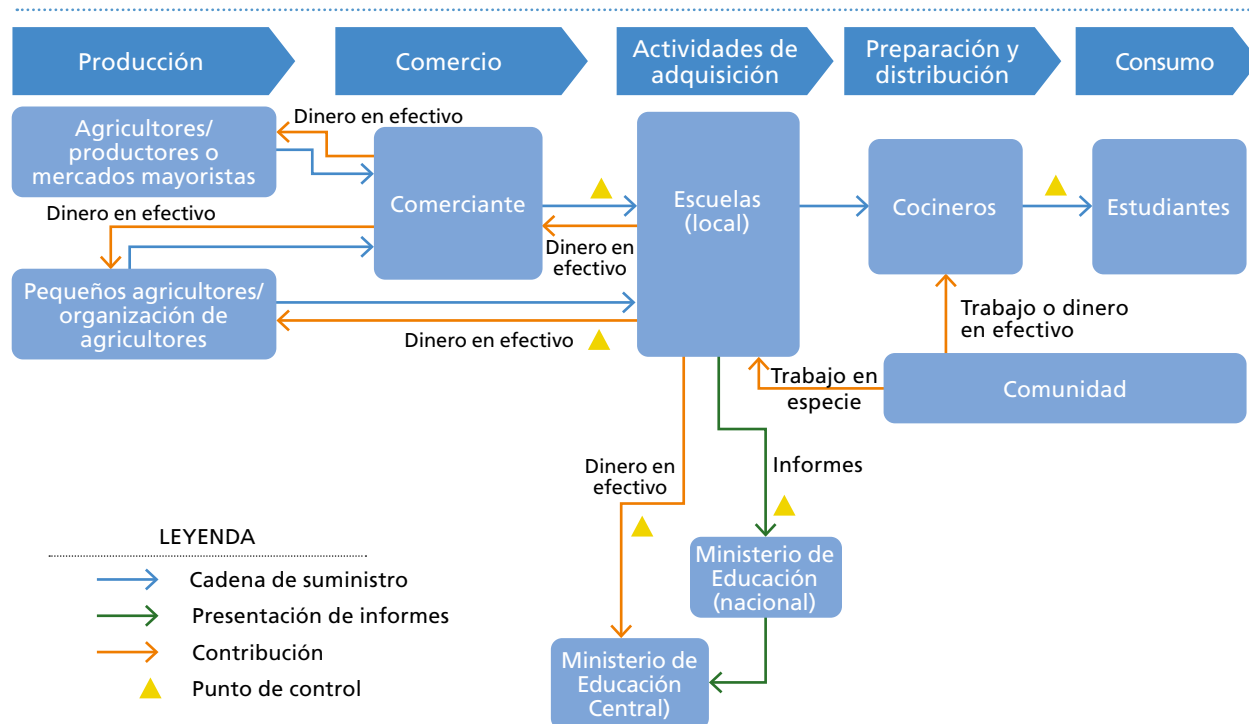 Producción
Comercio
Actividades de
adquisición
Preparación y
distribución
Consumo
Agricultores/
productores o
mercados mayoristas
Dinero en efectivo
Comerciante
Escuelas
(local)
Cocineros
Estudiantes
Dinero en efectivo
Dinero en
efectivo
Pequeños agricultores/
organización de
agricultores
Dinero en efectivo
Trabajo o dinero
en efectivo
Trabajo en
especie
Comunidad
Dinero en
efectivo
Informes
LEYENDA
Cadena de suministro
Presentación de informes
Contribución
Punto de control
Ministerio de
Educación
(nacional)
Ministerio de
Educación
Central)